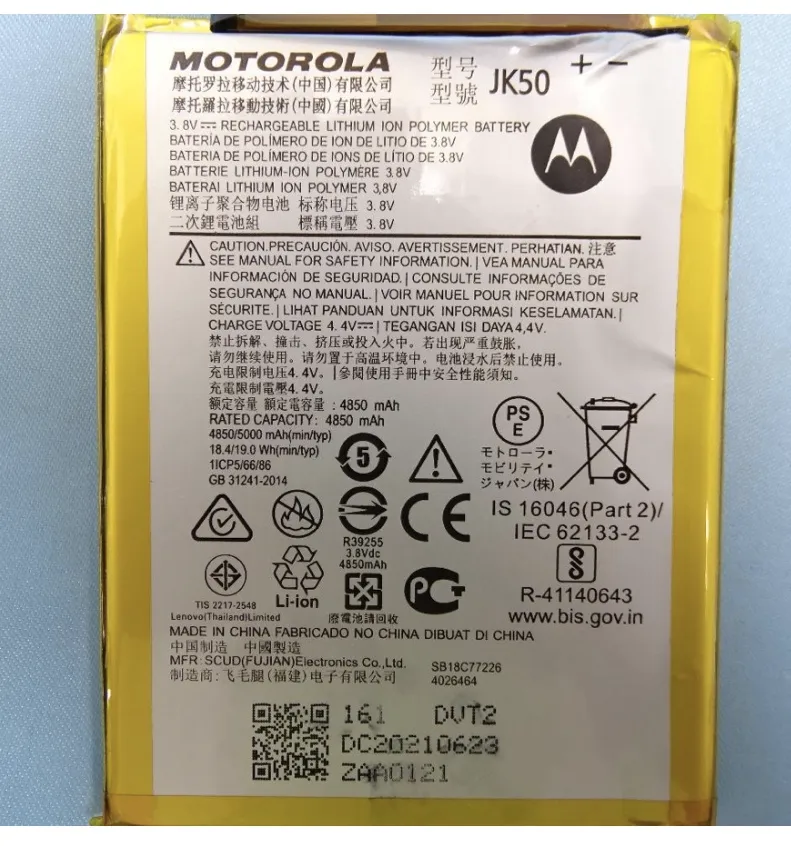 MOTOROLA
摩托罗拉移动技术(中国)有限公司
摩托羅拉移動技術(中國)有限公司
型号
型號 JK50
+ −
3.8V⎓ RECHARGEABLE LITHIUM ION POLYMER BATTERY
BATERÍA DE POLÍMERO DE ION DE LITIO DE 3.8V
BATERIA DE POLÍMERO DE IONS DE LÍTIO DE 3.8V
BATTERIE LITHIUM-ION POLYMÈRE 3.8V
BATERAI LITHIUM ION POLYMER 3,8V
锂离子聚合物电池 标称电压 3.8V
二次鋰電池組 標稱電壓 3.8V
CAUTION.PRECAUCIÓN. AVISO. AVERTISSEMENT. PERHATIAN. 注意
SEE MANUAL FOR SAFETY INFORMATION.| VEA MANUAL PARA
INFORMACIÓN DE SEGURIDAD.| CONSULTE INFORMAÇÕES DE
SEGURANÇA NO MANUAL.| VOIR MANUEL POUR INFORMATION SUR
SÉCURITE.| LIHAT PANDUAN UNTUK INFORMASI KESELAMATAN.|
CHARGE VOLTAGE 4.4V⎓| TEGANGAN ISI DAYA4,4V.
禁止拆解、撞击、挤压或投入火中。若出现严重鼓胀，
请勿继续使用。请勿置于高温环境中。电池浸水后禁止使用。
充电限制电压4.4V。|參閱使用手冊中安全性能須知。
充電限制電壓4.4V。
额定容量 額定電容量：4850 mAh
RATED CAPACITY: 4850 mAh
4850/5000 mAh(min/typ)
18.4/19.0 Wh(min/typ)
1ICP5/66/86
GB 31241-2014
5
PS
E
モトローラ・
モビリティ・
ジャパン(株)
R39255
3.8Vdc
4850mAh
CE
IS 16046(Part 2)/
IEC 62133-2
R-41140643
www.bis.gov.in
TIS 2217-2548
Lenovo(Thailand)Limited
Li-ion
廢電池請回收
MADE IN CHINA FABRICADO NO CHINA DIBUAT DI CHINA
中国制造 中國製造
MFR:SCUD(FUJIAN)Electronics Co.,Ltd.
制造商:飞毛腿(福建)电子有限公司
SB18C77226
4026464
161 DVT2
DC20210623
ZAA0121